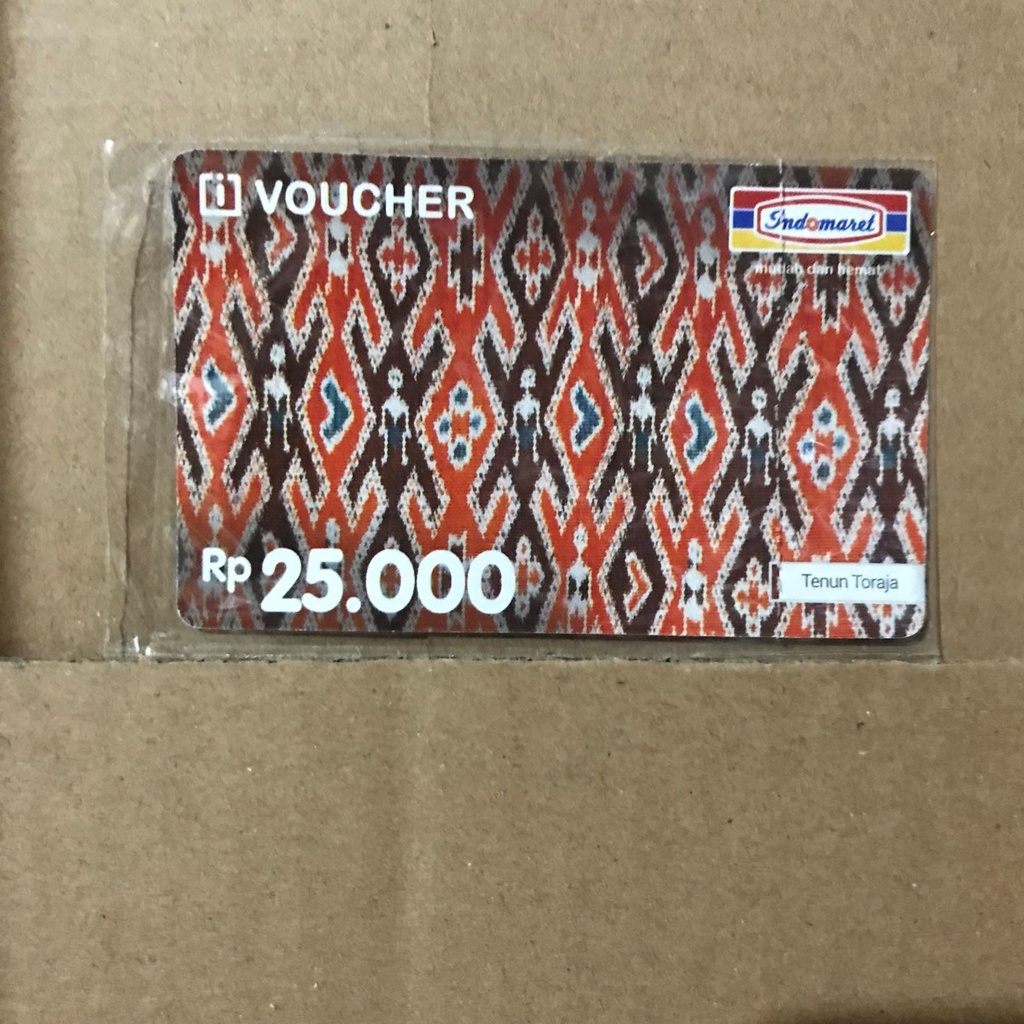 i VOUCHER
Indomaret
mudah dan hemat
Rp 25.000
Tenun Toraja